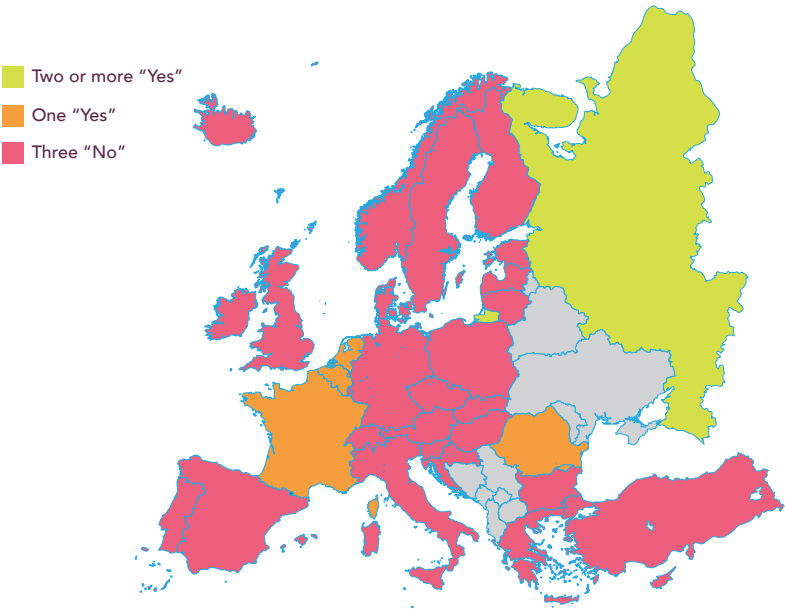 Two or more “Yes”
One “Yes”
Three “No”